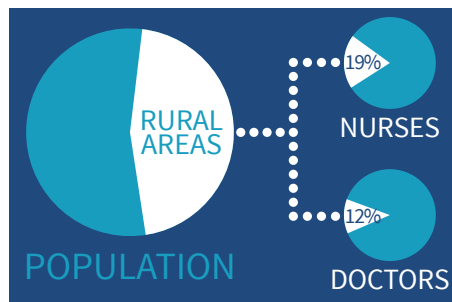 RURAL
AREAS
POPULATION
19%
NURSES
12%
DOCTORS